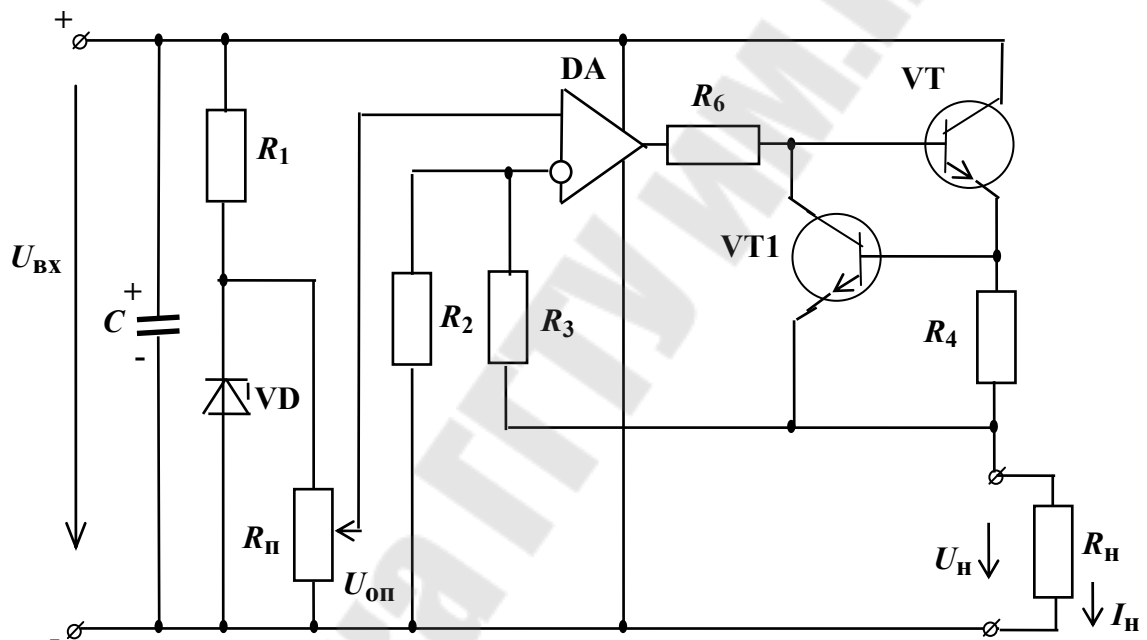 +
DA
VT
R6
R1
VT1
Uвх
+
C
-
R2
R3
R4
VD
Rп
Uоп
Uн
Rн
Iн
-